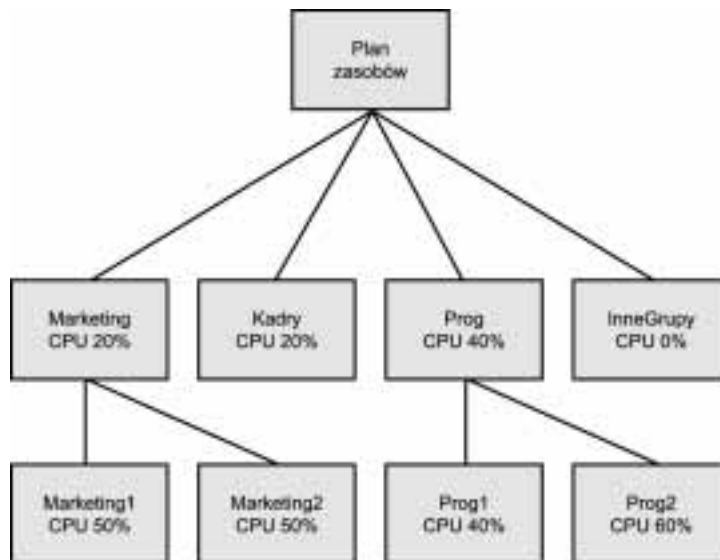 Plan
zasobów
Marketing
CPU 20%
Kadry
CPU 20%
Prog
CPU 40%
InneGrupy
CPU 0%
Marketing1
CPU 50%
Marketing2
CPU 50%
Prog1
CPU 40%
Prog2
CPU 60%